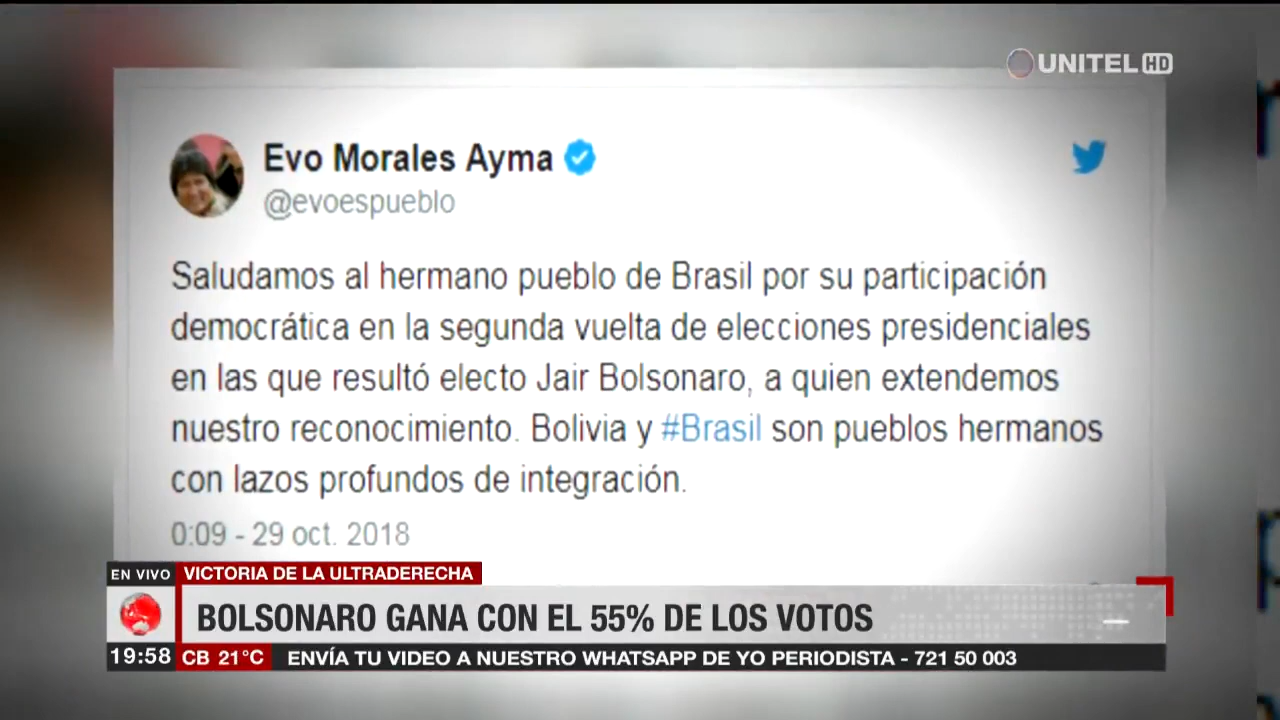 UNITEL HD
Evo Morales Ayma
@evoespueblo
Saludamos al hermano pueblo de Brasil por su participación
democrática en la segunda vuelta de elecciones presidenciales
en las que resultó electo Jair Bolsonaro, a quien extendemos
nuestro reconocimiento. Bolivia y #Brasil son pueblos hermanos
con lazos profundos de integración.
0:09 - 29 oct. 2018
EN VIVO VICTORIA DE LA ULTRADERECHA
BOLSONARO GANA CON EL 55% DE LOS VOTOS
19:58 CB 21°C ENVÍA TU VIDEO A NUESTRO WHATSAPP DE YO PERIODISTA - 721 50 003